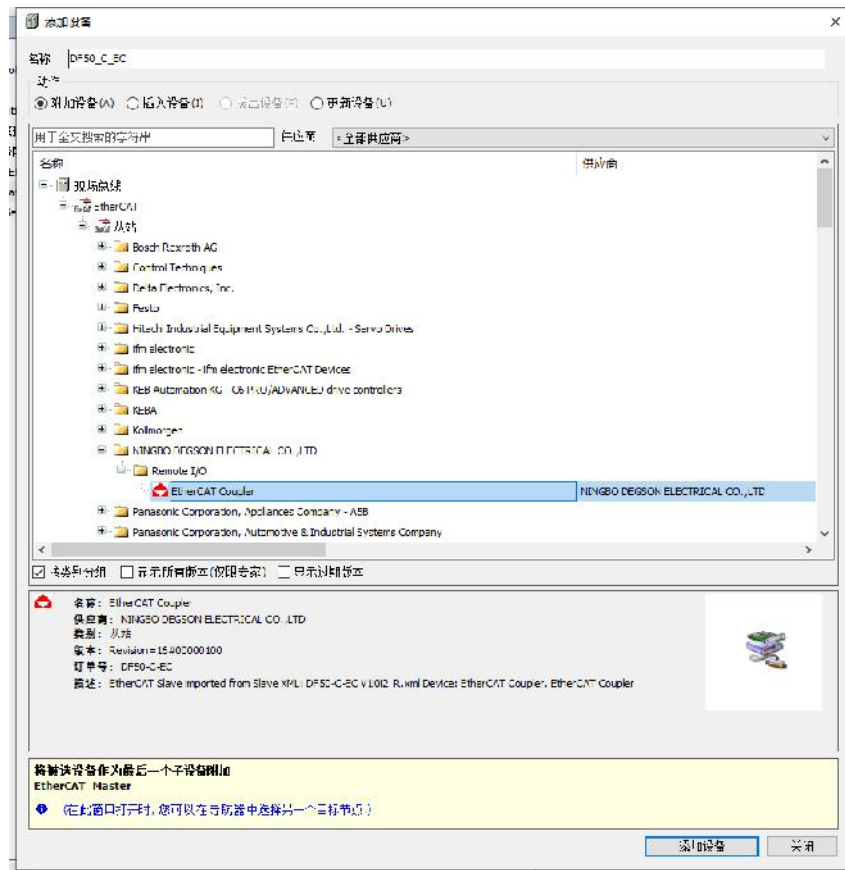 添加设备
名称 DF50_C_EC
动作
附加设备(A) 插入设备(I) 拔出设备(P) 更新设备(U)
用于全文搜索的字符串 供应商 <全部供应商>
名称 供应商
现场总线
EtherCAT
从站
Bosch Rexroth AG
Control Techniques
Delta Electronics, Inc.
Festo
Hitachi Industrial Equipment Systems Co.,Ltd. - Servo Drives
ifm electronic
ifm electronic - ifm electronic EtherCAT Devices
KEB Automation KG - C6 PRO/ADVANCED drive controllers
KEBA
Kollmorgen
NINGBO DEGSON ELECTRICAL CO.,LTD
Remote I/O
EtherCAT Coupler NINGBO DEGSON ELECTRICAL CO.,LTD
Panasonic Corporation, Appliances Company - A5B
Panasonic Corporation, Automotive & Industrial Systems Company
按类别分组 显示所有版本(仅限专家) 显示过期版本
名称: EtherCAT Coupler
供应商: NINGBO DEGSON ELECTRICAL CO.,LTD
类别: 从站
版本: Revision=16#00000100
订单号: DF50-C-EC
描述: EtherCAT Slave imported from Slave XML: DF50-C-EC Device: EtherCAT Coupler, EtherCAT Coupler
将被选设备作为最后一个子设备附加
EtherCAT_Master
(在此窗口打开时,您可以在导航器中选择另一个目标节点.)
添加设备 关闭